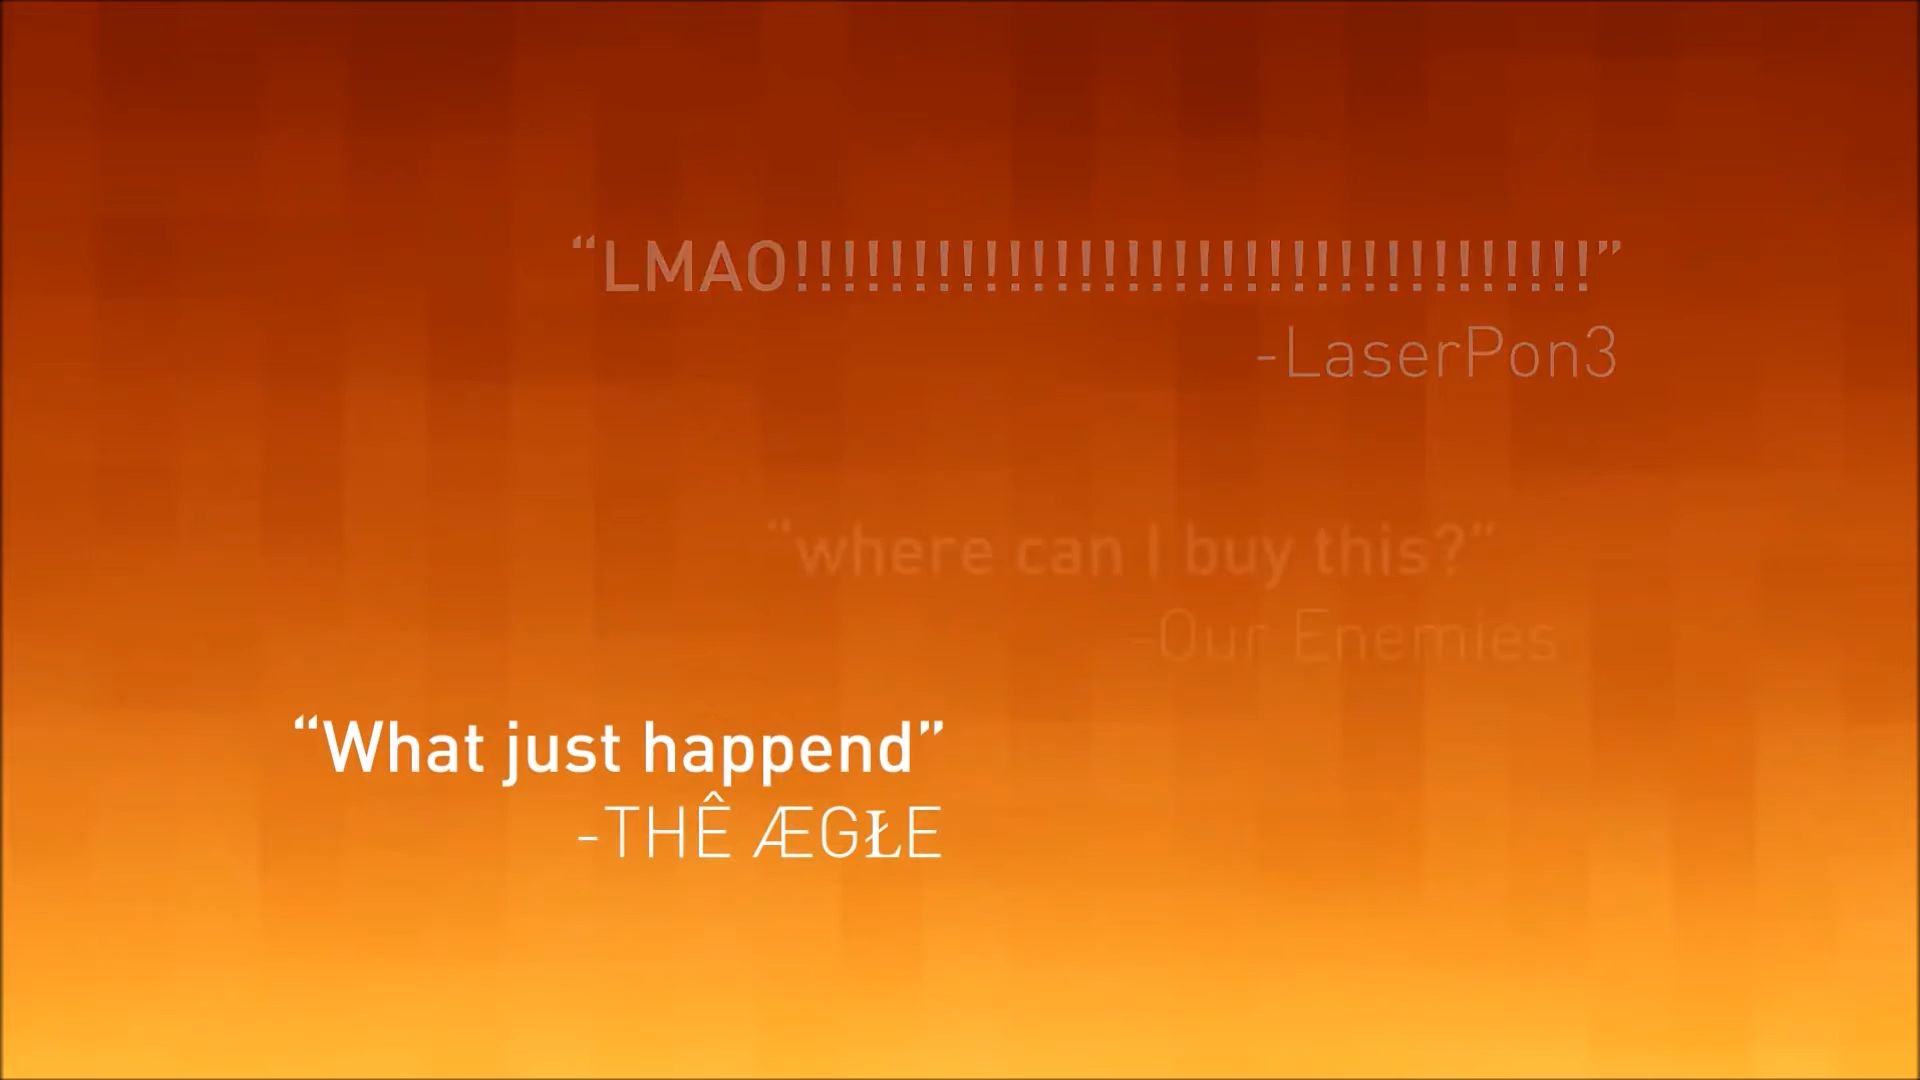 “LMAO!!!!!!!!!!!!!!!!!!!!!!!!!!!!!!!!!!”
-LaserPon3
“where can I buy this?”
-Our Enemies
“What just happend”
-THÊ ÆGŁE